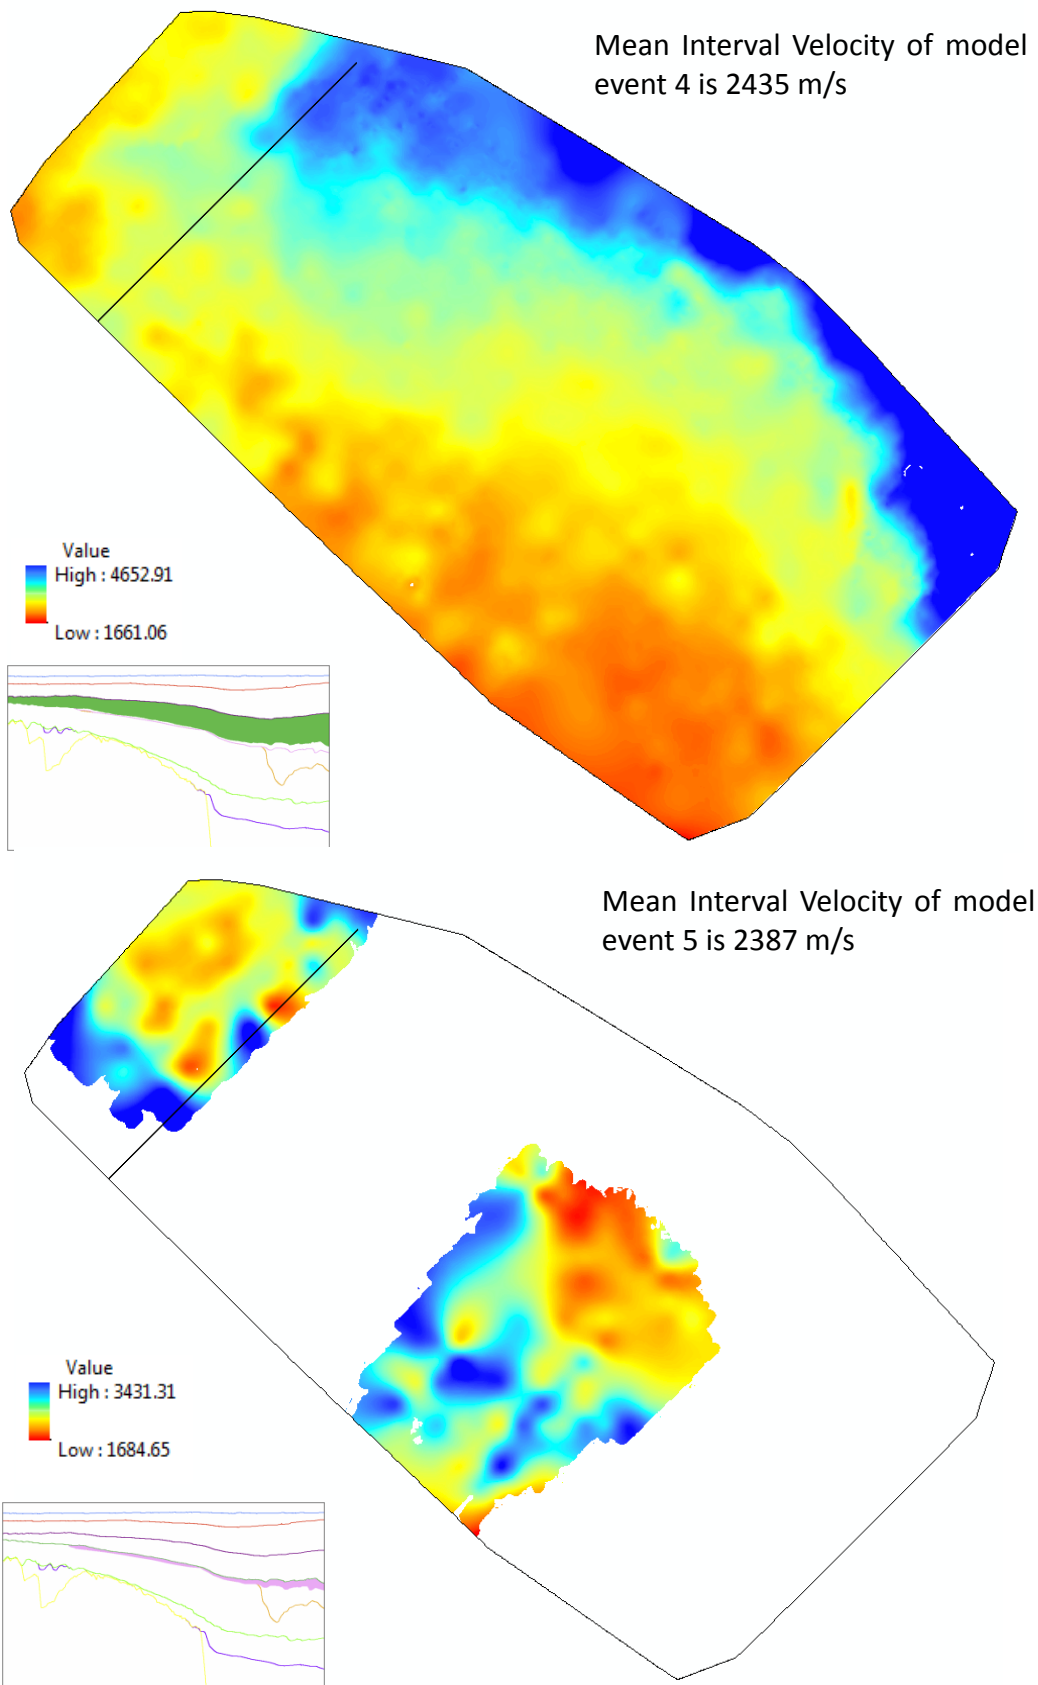 Mean Interval Velocity of model
event 4 is 2435 m/s
Value
High : 4652.91
Low : 1661.06
Mean Interval Velocity of model
event 5 is 2387 m/s
Value
High : 3431.31
Low : 1684.65